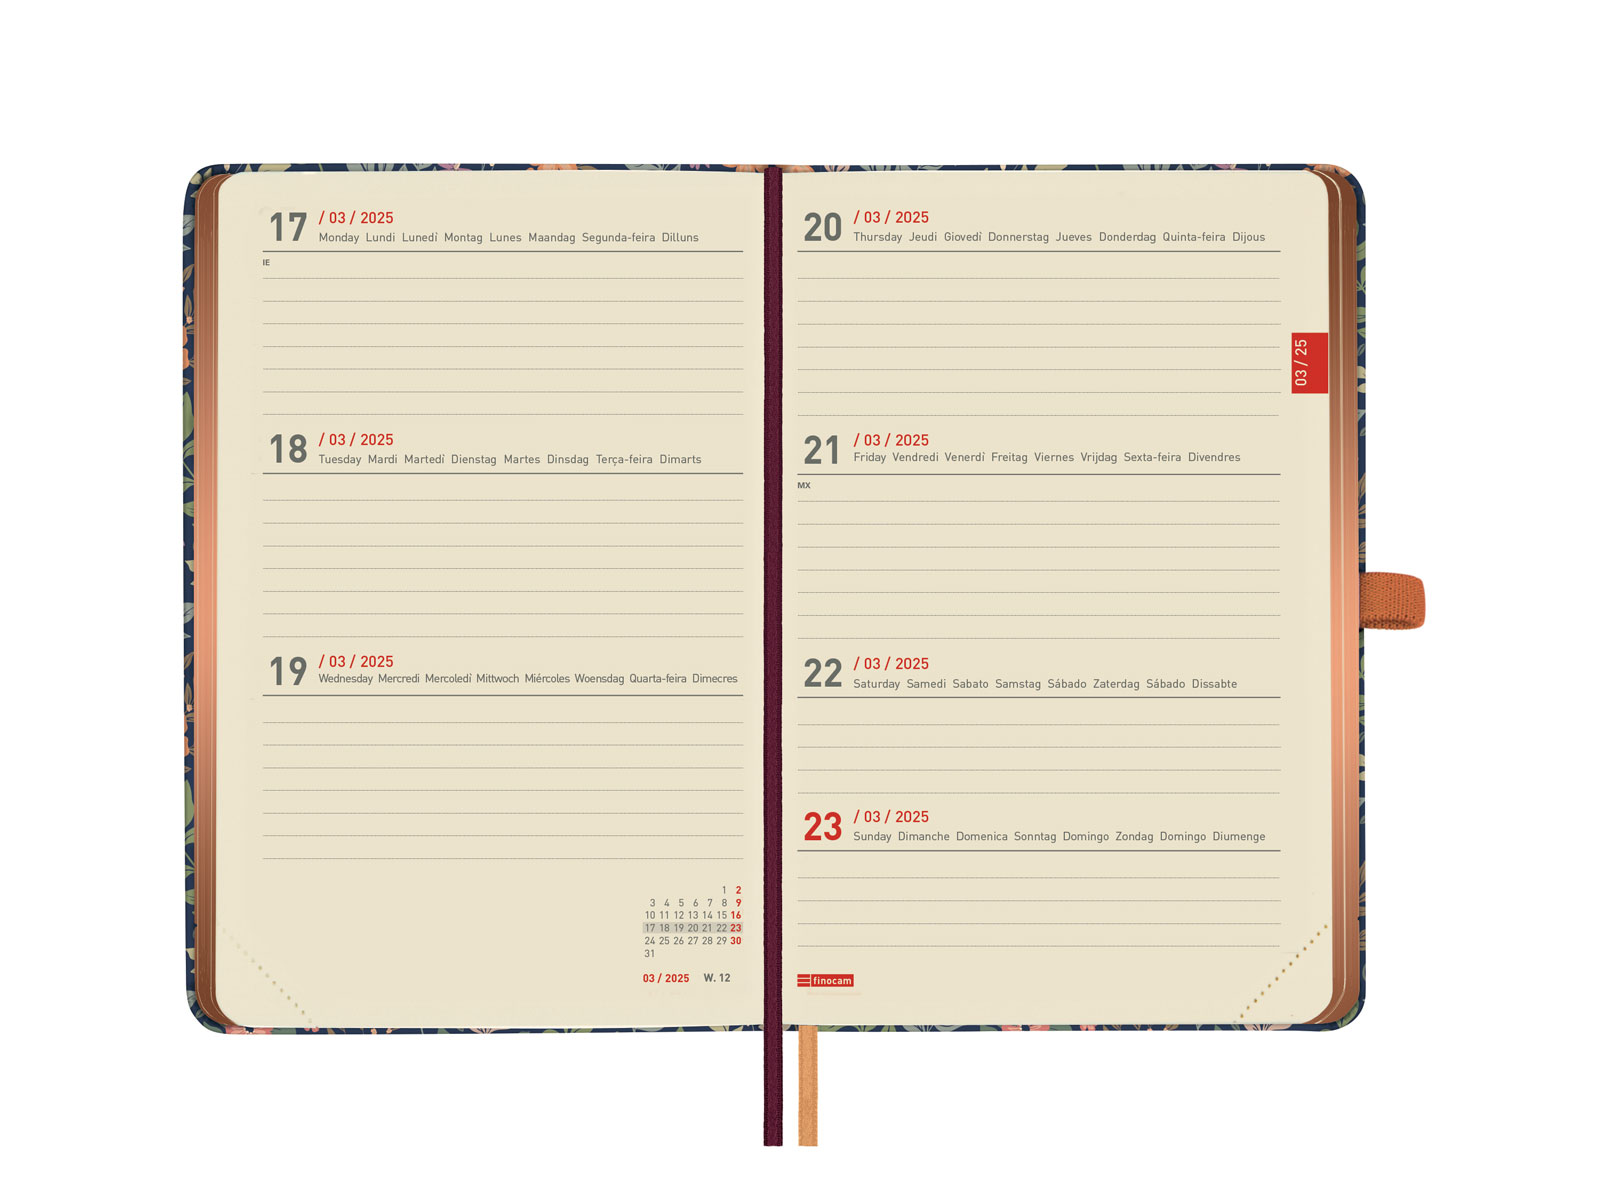 17 / 03 / 2025
Monday Lundi Lunedì Montag Lunes Maandag Segunda-feira Dilluns
IE
18 / 03 / 2025
Tuesday Mardi Martedì Dienstag Martes Dinsdag Terça-feira Dimarts
19 / 03 / 2025
Wednesday Mercredi Mercoledì Mittwoch Miércoles Woensdag Quarta-feira Dimecres
1 2
3 4 5 6 7 8 9
10 11 12 13 14 15 16
17 18 19 20 21 22 23
24 25 26 27 28 29 30
31
03 / 2025 W. 12
20 / 03 / 2025
Thursday Jeudi Giovedì Donnerstag Jueves Donderdag Quinta-feira Dijous
03 / 25
21 / 03 / 2025
Friday Vendredi Venerdì Freitag Viernes Vrijdag Sexta-feira Divendres
MX
22 / 03 / 2025
Saturday Samedi Sabato Samstag Sábado Zaterdag Sábado Dissabte
23 / 03 / 2025
Sunday Dimanche Domenica Sonntag Domingo Zondag Domingo Diumenge
finocam